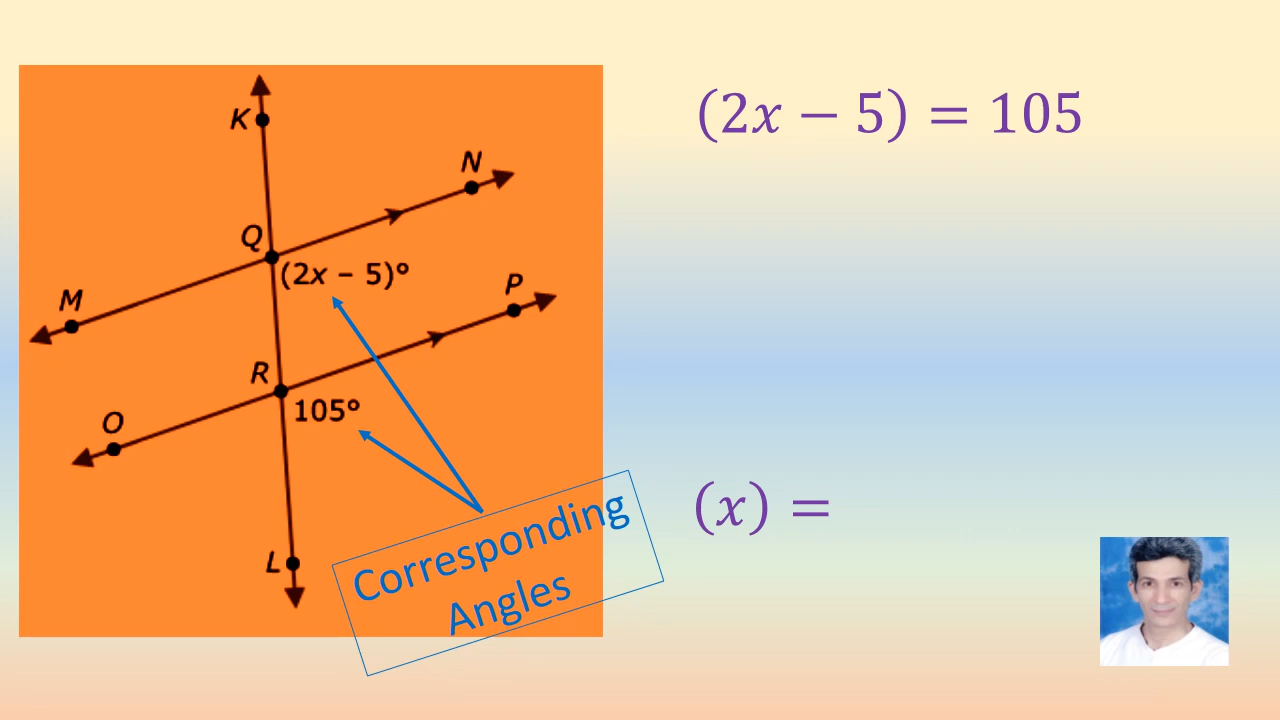 (2x − 5) = 105
K
N
Q
(2x − 5)°
M
P
R
105°
O
L
Corresponding
Angles
(x) =